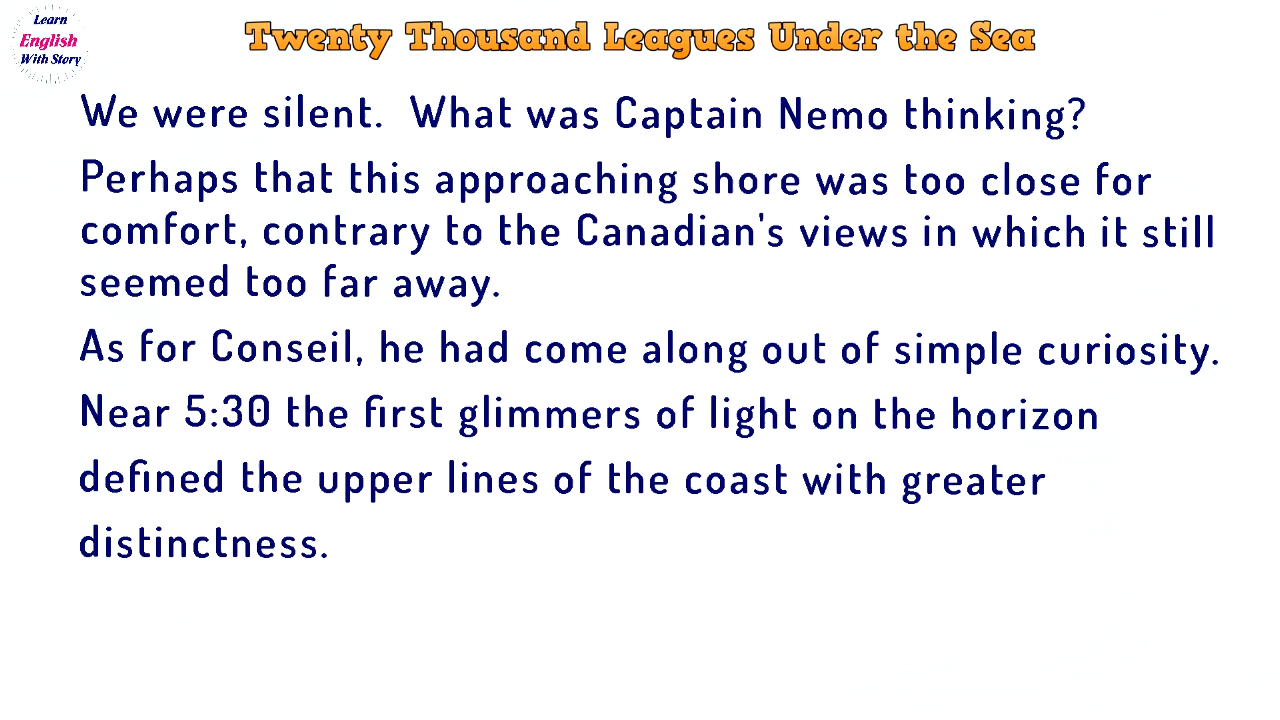 Learn
English
With Story
Twenty Thousand Leagues Under the Sea
We were silent.  What was Captain Nemo thinking?
Perhaps that this approaching shore was too close for
comfort, contrary to the Canadian's views in which it still
seemed too far away.
As for Conseil, he had come along out of simple curiosity.
Near 5:30 the first glimmers of light on the horizon
defined the upper lines of the coast with greater
distinctness.